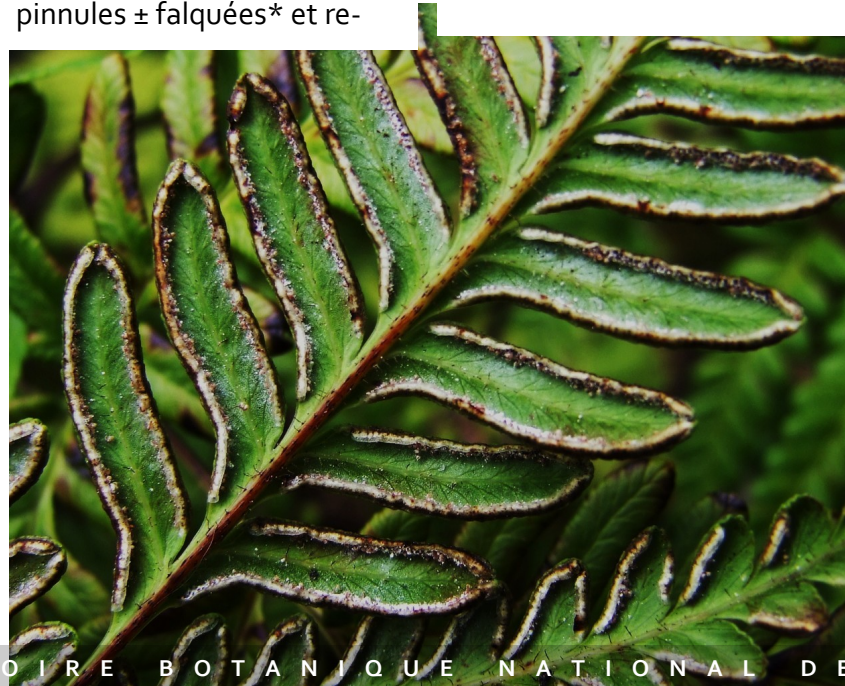 pinnules ± falquées* et re-
OIRE BOTANIQUE NATIONAL DE